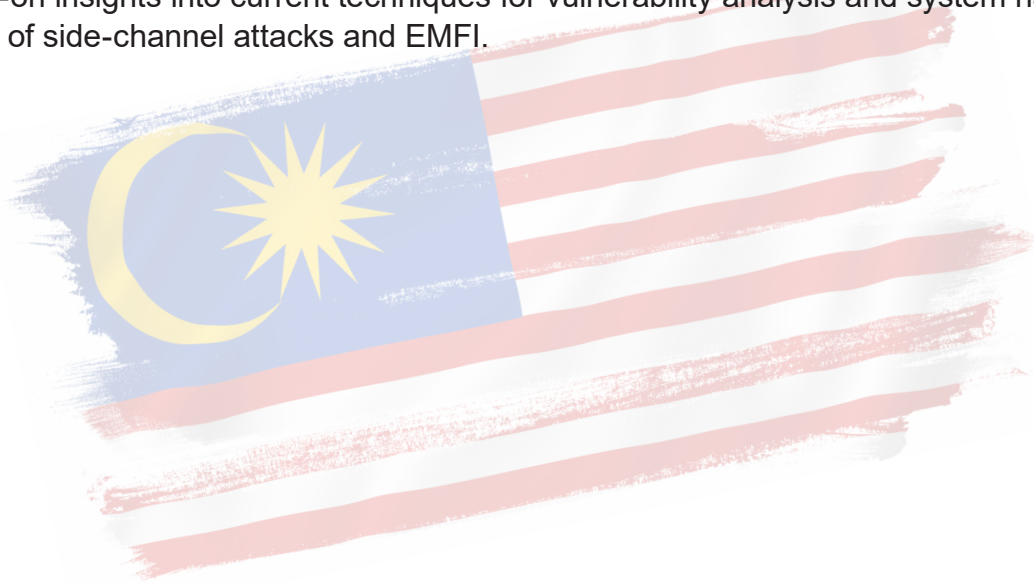 -on insights into current techniques for vulnerability analysis and system
of side-channel attacks and EMFI.